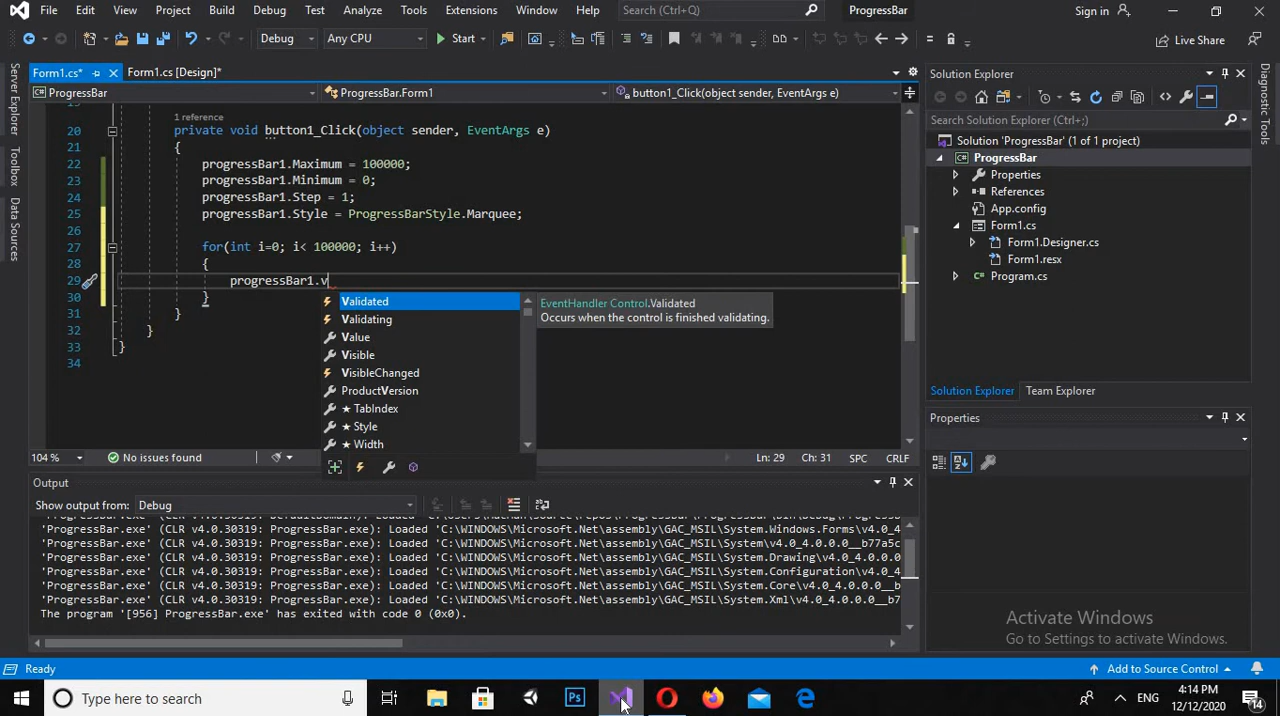 File Edit View Project Build Debug Test Analyze Tools Extensions Window Help Search (Ctrl+Q) ProgressBar Sign in
Debug Any CPU Start Live Share
Form1.cs* Form1.cs [Design]*
ProgressBar ProgressBar.Form1 button1_Click(object sender, EventArgs e)
Server Explorer
Toolbox
Data Sources
1 reference
20 private void button1_Click(object sender, EventArgs e)
21 {
22 progressBar1.Maximum = 100000;
23 progressBar1.Minimum = 0;
24 progressBar1.Step = 1;
25 progressBar1.Style = ProgressBarStyle.Marquee;
26
27 for(int i=0; i< 100000; i++)
28 {
29 progressBar1.v
30 }
31 }
32 }
33 }
34
Validated
Validating
Value
Visible
VisibleChanged
ProductVersion
★ TabIndex
★ Style
★ Width
EventHandler Control.Validated
Occurs when the control is finished validating.
104 % No issues found Ln: 29 Ch: 31 SPC CRLF
Output
Show output from: Debug
'ProgressBar.exe' (CLR v4.0.30319: ProgressBar.exe): Loaded 'C:\WINDOWS\Microsoft.Net\assembly\GAC_MSIL\System.Windows.Forms\v4.0_4
'ProgressBar.exe' (CLR v4.0.30319: ProgressBar.exe): Loaded 'C:\WINDOWS\Microsoft.Net\assembly\GAC_MSIL\System\v4.0_4.0.0.0__b77a5c
'ProgressBar.exe' (CLR v4.0.30319: ProgressBar.exe): Loaded 'C:\WINDOWS\Microsoft.Net\assembly\GAC_MSIL\System.Drawing\v4.0_4.0.0.0
'ProgressBar.exe' (CLR v4.0.30319: ProgressBar.exe): Loaded 'C:\WINDOWS\Microsoft.Net\assembly\GAC_MSIL\System.Configuration\v4.0_4
'ProgressBar.exe' (CLR v4.0.30319: ProgressBar.exe): Loaded 'C:\WINDOWS\Microsoft.Net\assembly\GAC_MSIL\System.Core\v4.0_4.0.0.0__b
'ProgressBar.exe' (CLR v4.0.30319: ProgressBar.exe): Loaded 'C:\WINDOWS\Microsoft.Net\assembly\GAC_MSIL\System.Xml\v4.0_4.0.0.0__b7
The program '[956] ProgressBar.exe' has exited with code 0 (0x0).
Solution Explorer
Search Solution Explorer (Ctrl+;)
Solution 'ProgressBar' (1 of 1 project)
ProgressBar
Properties
References
App.config
Form1.cs
Form1.Designer.cs
Form1.resx
Program.cs
Solution Explorer Team Explorer
Properties
Activate Windows
Go to Settings to activate Windows.
Ready Add to Source Control
Type here to search Ps ENG 4:14 PM
12/12/2020 14